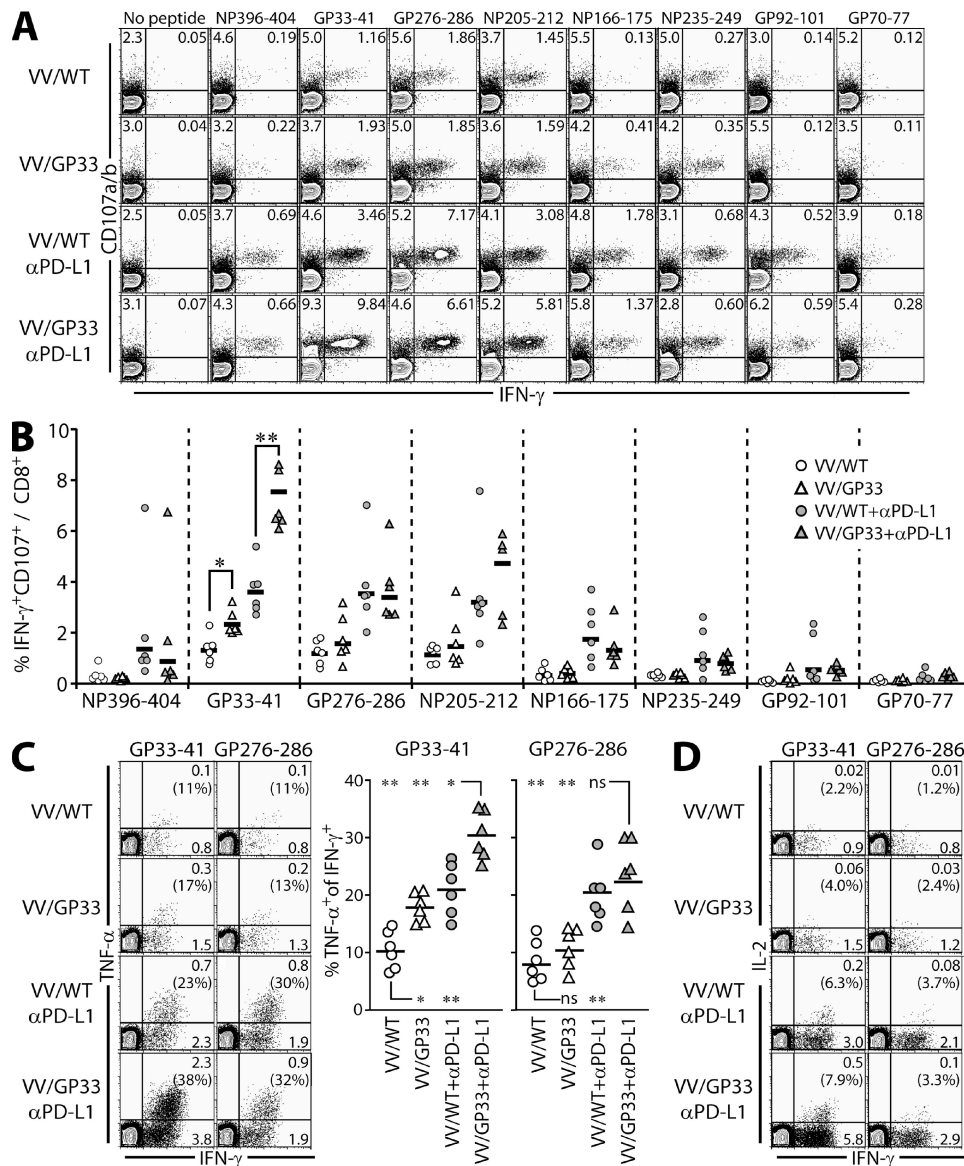 A
No peptide NP396-404 GP33-41 GP276-286 NP205-212 NP166-175 NP235-249 GP92-101 GP70-77
VV/WT
2.3 0.05 4.6 0.19 5.0 1.16 5.6 1.86 3.7 1.45 5.5 0.13 5.0 0.27 3.0 0.14 5.2 0.12
VV/GP33
3.0 0.04 3.2 0.22 3.7 1.93 5.0 1.85 3.6 1.59 4.2 0.41 4.2 0.35 5.5 0.12 3.5 0.11
VV/WT
αPD-L1
2.5 0.05 3.7 0.69 4.6 3.46 5.2 7.17 4.1 3.08 4.8 1.78 3.1 0.68 4.3 0.52 3.9 0.18
VV/GP33
αPD-L1
3.1 0.07 4.3 0.66 9.3 9.84 4.6 6.61 5.2 5.81 5.8 1.37 2.8 0.60 6.2 0.59 5.4 0.28
CD107a/b
IFN-γ
B
% IFN-γ+CD107+ / CD8+
10
8
6
4
2
0
*
**
VV/WT
VV/GP33
VV/WT+αPD-L1
VV/GP33+αPD-L1
NP396-404 GP33-41 GP276-286 NP205-212 NP166-175 NP235-249 GP92-101 GP70-77
C
GP33-41 GP276-286
VV/WT
0.1 0.1
(11%) (11%)
0.8 0.8
VV/GP33
0.3 0.2
(17%) (13%)
1.5 1.3
VV/WT
αPD-L1
0.7 0.8
(23%) (30%)
2.3 1.9
VV/GP33
αPD-L1
2.3 0.9
(38%) (32%)
3.8 1.9
TNF-α
IFN-γ
GP33-41 GP276-286
% TNF-α+ of IFN-γ+
40
30
20
10
0
** ** * ** ** ns
* ** ns **
VV/WT VV/GP33 VV/WT+αPD-L1 VV/GP33+αPD-L1
VV/WT VV/GP33 VV/WT+αPD-L1 VV/GP33+αPD-L1
D
GP33-41 GP276-286
VV/WT
0.02 0.01
(2.2%) (1.2%)
0.9 0.8
VV/GP33
0.06 0.03
(4.0%) (2.4%)
1.5 1.2
VV/WT
αPD-L1
0.2 0.08
(6.3%) (3.7%)
3.0 2.1
VV/GP33
αPD-L1
0.5 0.1
(7.9%) (3.3%)
5.8 2.9
IL-2
IFN-γ